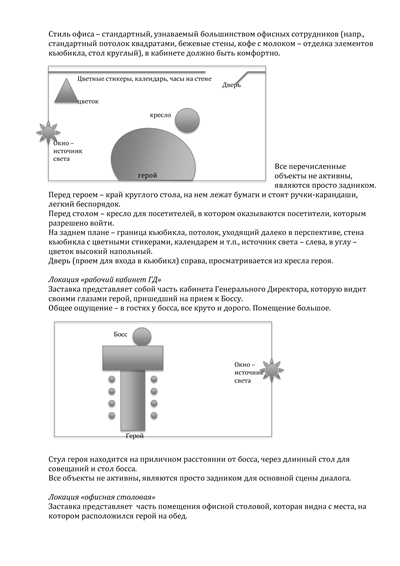 Стиль офиса – стандартный, узнаваемый большинством офисных сотрудников (напр.,
стандартный потолок квадратами, бежевые стены, кофе с молоком – отделка элементов
кьюбикла, стол круглый), в кабинете должно быть комфортно.
Цветные стикеры, календарь, часы на стене
Дверь
цветок
кресло
Окно –
источник
света
герой
Все перечисленные
объекты не активны,
являются просто задником.
Перед героем – край круглого стола, на нем лежат бумаги и стоят ручки-карандаши,
легкий беспорядок.
Перед столом – кресло для посетителей, в котором оказываются посетители, которым
разрешено войти.
На заднем плане – граница кьюбикла, потолок, уходящий далеко в перспективе, стена
кьюбикла с цветными стикерами, календарем и т.п., источник света – слева, в углу –
цветок высокий напольный.
Дверь (проем для входа в кьюбикл) справа, просматривается из кресла героя.
Локация «рабочий кабинет ГД»
Заставка представляет собой часть кабинета Генерального Директора, которую видит
своими глазами герой, пришедший на прием к Боссу.
Общее ощущение – в гостях у босса, все круто и дорого. Помещение большое.
Босс
Окно –
источник
света
Герой
Стул героя находится на приличном расстоянии от босса, через длинный стол для
совещаний и стол босса.
Все объекты не активны, являются просто задником для основной сцены диалога.
Локация «офисная столовая»
Заставка представляет часть помещения офисной столовой, которая видна с места, на
котором расположился герой на обед.